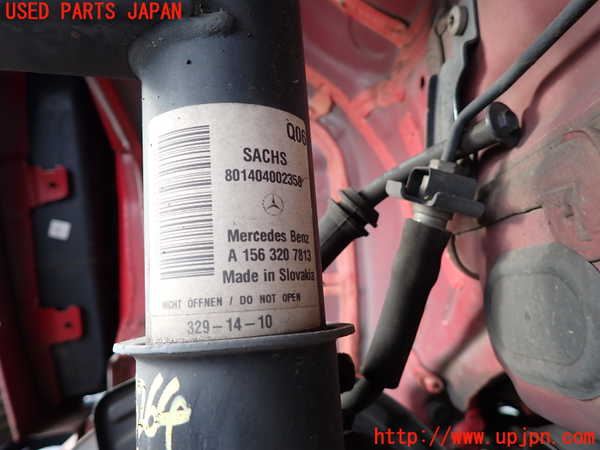 USED PARTS JAPAN
Q06
SACHS
801404002358
Mercedes Benz
A 156 320 7813
Made in Slovakia
NICHT ÖFFNEN / DO NOT OPEN
329-14-10
http://www.upjpn.com/